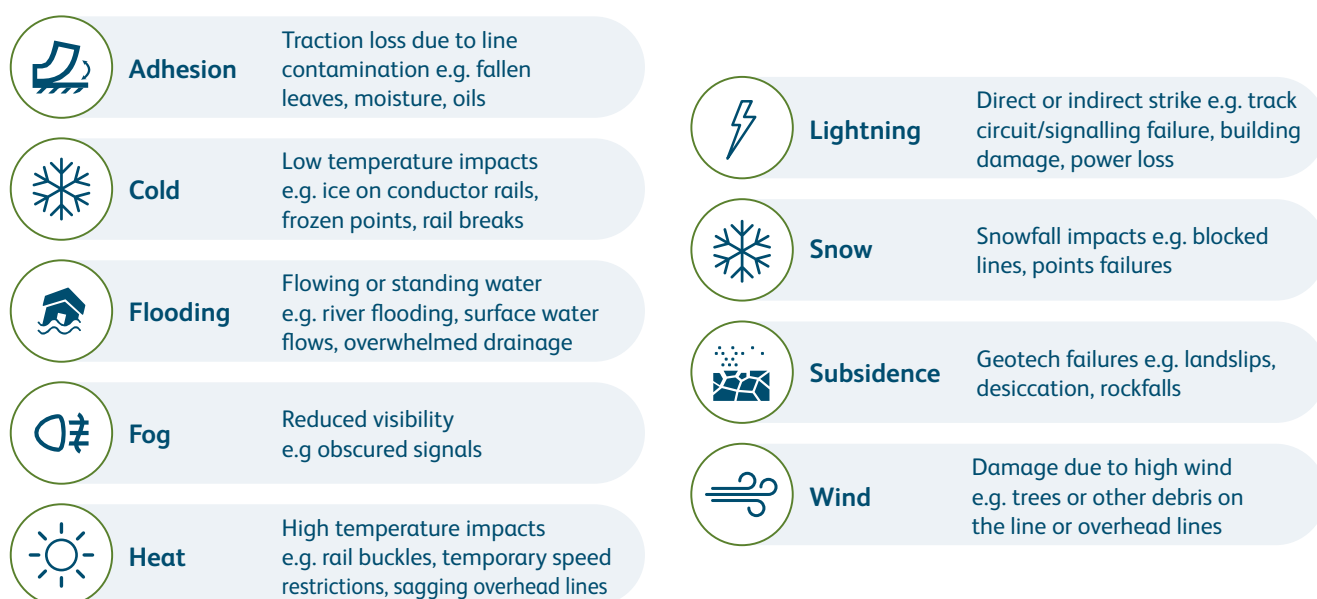 Adhesion
Traction loss due to line
contamination e.g. fallen
leaves, moisture, oils
Cold
Low temperature impacts
e.g. ice on conductor rails,
frozen points, rail breaks
Flooding
Flowing or standing water
e.g. river flooding, surface water
flows, overwhelmed drainage
Fog
Reduced visibility
e.g obscured signals
Heat
High temperature impacts
e.g. rail buckles, temporary speed
restrictions, sagging overhead lines
Lightning
Direct or indirect strike e.g. track
circuit/signalling failure, building
damage, power loss
Snow
Snowfall impacts e.g. blocked
lines, points failures
Subsidence
Geotech failures e.g. landslips,
desiccation, rockfalls
Wind
Damage due to high wind
e.g. trees or other debris on
the line or overhead lines